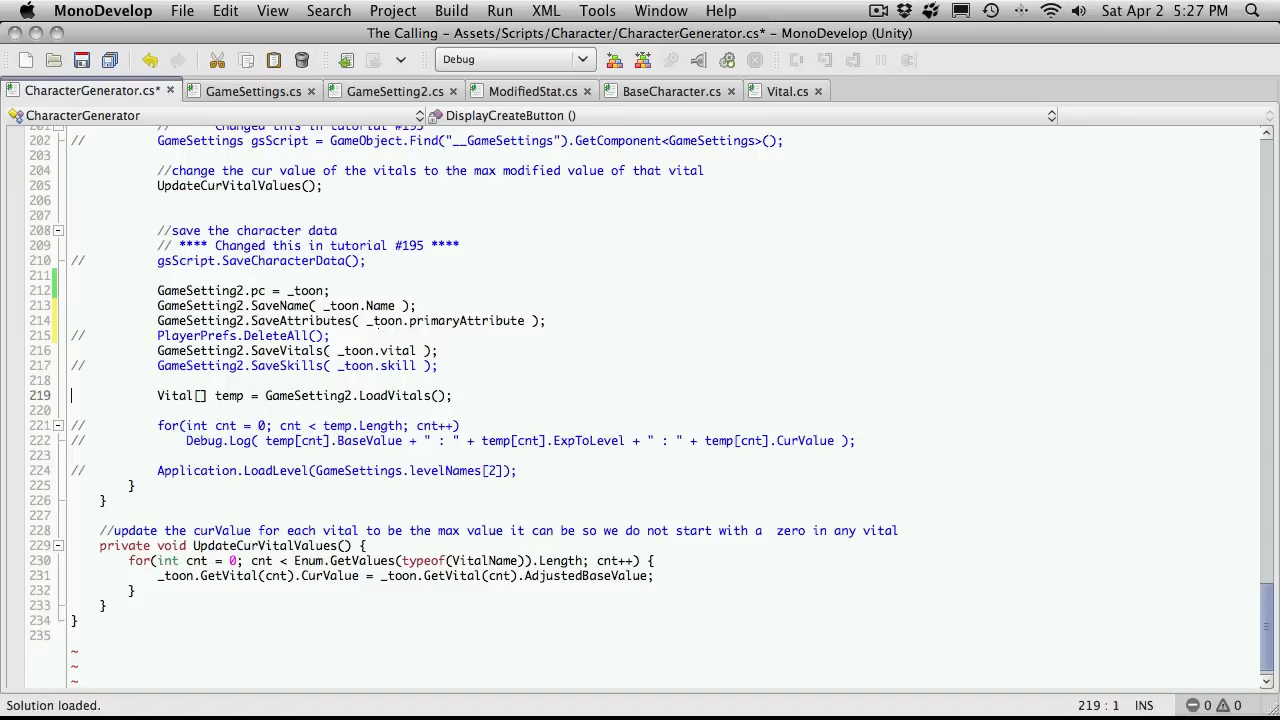 MonoDevelop File Edit View Search Project Build Run XML Tools Window Help Sat Apr 2 5:27 PM
The Calling - Assets/Scripts/Character/CharacterGenerator.cs* - MonoDevelop (Unity)
Debug
CharacterGenerator.cs* GameSettings.cs GameSetting2.cs ModifiedStat.cs BaseCharacter.cs Vital.cs
CharacterGenerator DisplayCreateButton ()
201 // Changed this in tutorial #195
202 // GameSettings gsScript = GameObject.Find("__GameSettings").GetComponent<GameSettings>();
203
204 //change the cur value of the vitals to the max modified value of that vital
205 UpdateCurVitalValues();
206
207
208 //save the character data
209 // **** Changed this in tutorial #195 ****
210 // gsScript.SaveCharacterData();
211
212 GameSetting2.pc = _toon;
213 GameSetting2.SaveName( _toon.Name );
214 GameSetting2.SaveAttributes( _toon.primaryAttribute );
215 // PlayerPrefs.DeleteAll();
216 GameSetting2.SaveVitals( _toon.vital );
217 // GameSetting2.SaveSkills( _toon.skill );
218
219 Vital[] temp = GameSetting2.LoadVitals();
220
221 // for(int cnt = 0; cnt < temp.Length; cnt++)
222 // Debug.Log( temp[cnt].BaseValue + " : " + temp[cnt].ExpToLevel + " : " + temp[cnt].CurValue );
223
224 // Application.LoadLevel(GameSettings.levelNames[2]);
225 }
226 }
227
228 //update the curValue for each vital to be the max value it can be so we do not start with a  zero in any vital
229 private void UpdateCurVitalValues() {
230 for(int cnt = 0; cnt < Enum.GetValues(typeof(VitalName)).Length; cnt++) {
231 _toon.GetVital(cnt).CurValue = _toon.GetVital(cnt).AdjustedBaseValue;
232 }
233 }
234 }
235
~
~
~
Solution loaded. 219 : 1 INS 0 0